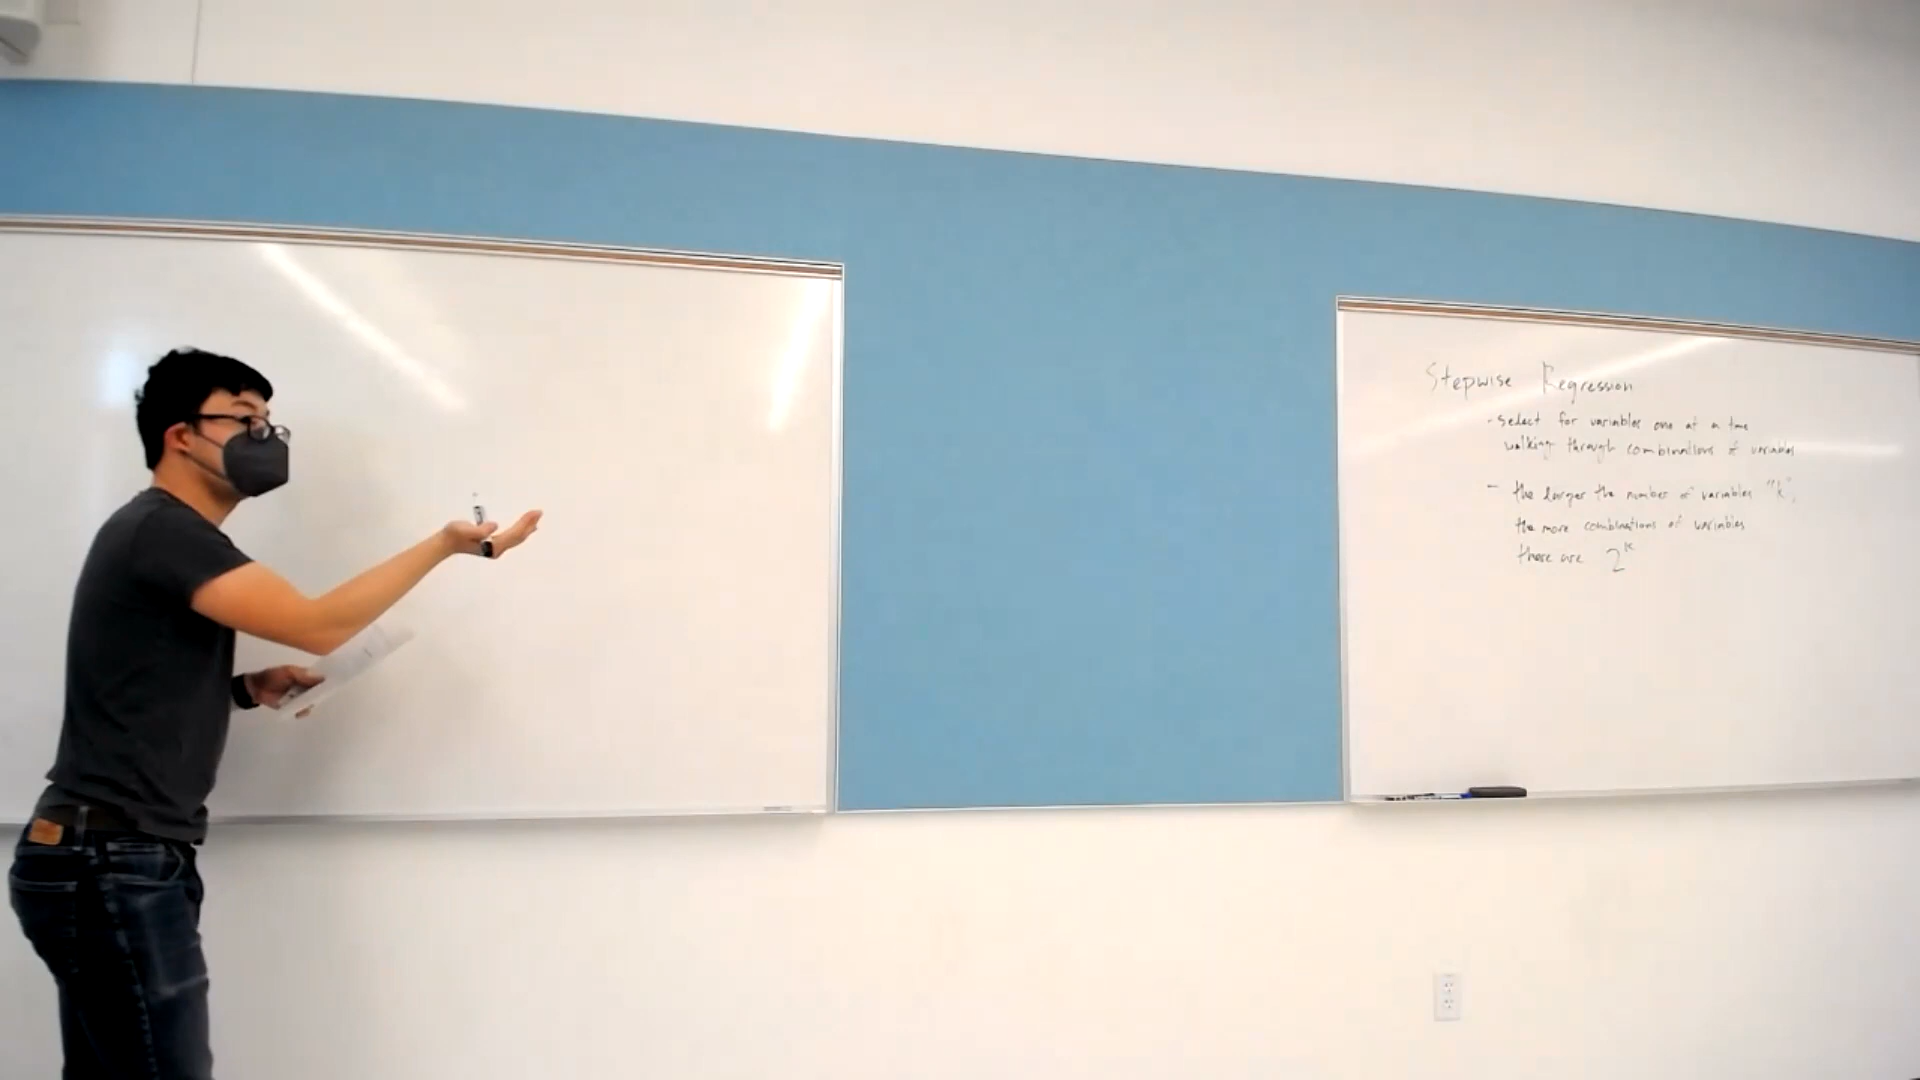 Stepwise Regression
- select for variables one at a time
walking through combinations of variables
- the larger the number of variables "k",
the more combinations of variables
there are 2^k